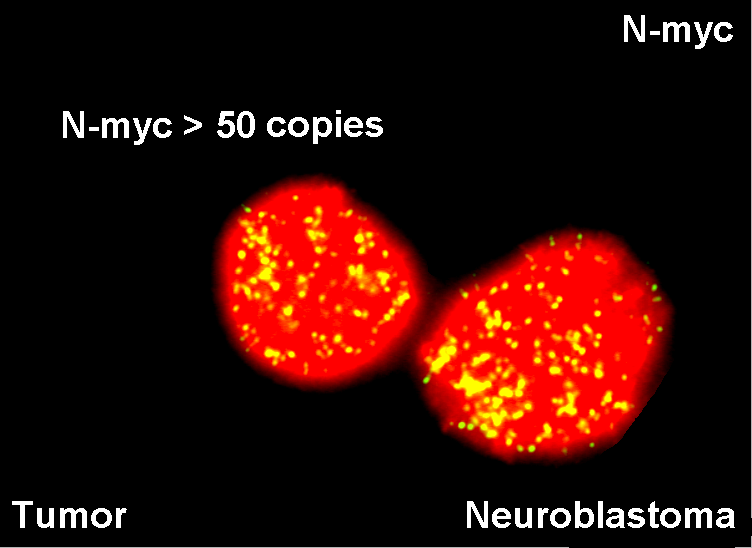 N-myc
N-myc > 50 copies
Tumor
Neuroblastoma